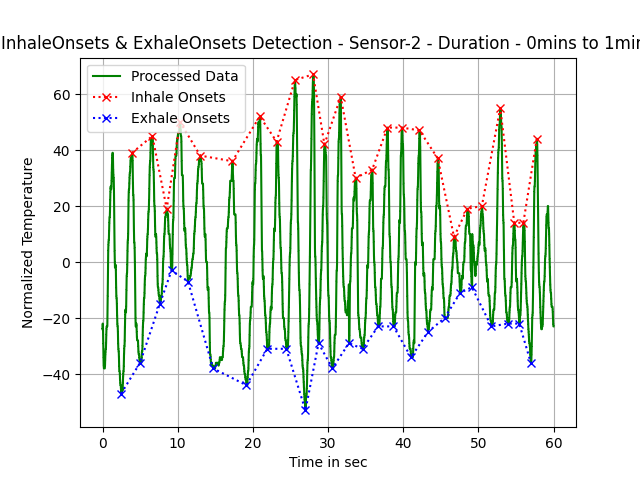 InhaleOnsets & ExhaleOnsets Detection - Sensor-2 - Duration - 0mins to 1min
Processed Data
Inhale Onsets
Exhale Onsets
Normalized Temperature
60
40
20
0
−20
−40
0 10 20 30 40 50 60
Time in sec